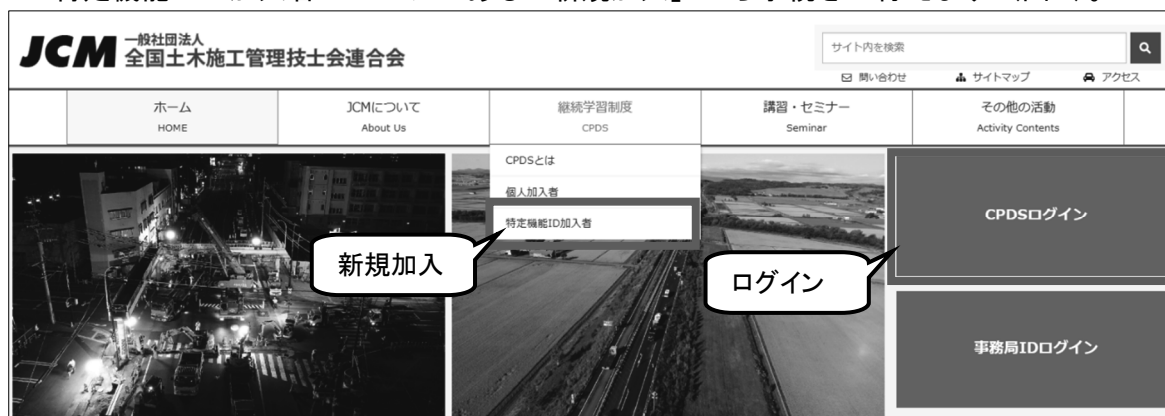 JCM 一般社団法人
全国土木施工管理技士会連合会
サイト内を検索
問い合わせ サイトマップ アクセス
ホーム JCMについて 継続学習制度 講習・セミナー その他の活動
HOME About Us CPDS Seminar Activity Contents
CPDSとは
個人加入者
特定機能ID加入者
新規加入
CPDSログイン
ログイン
事務局IDログイン